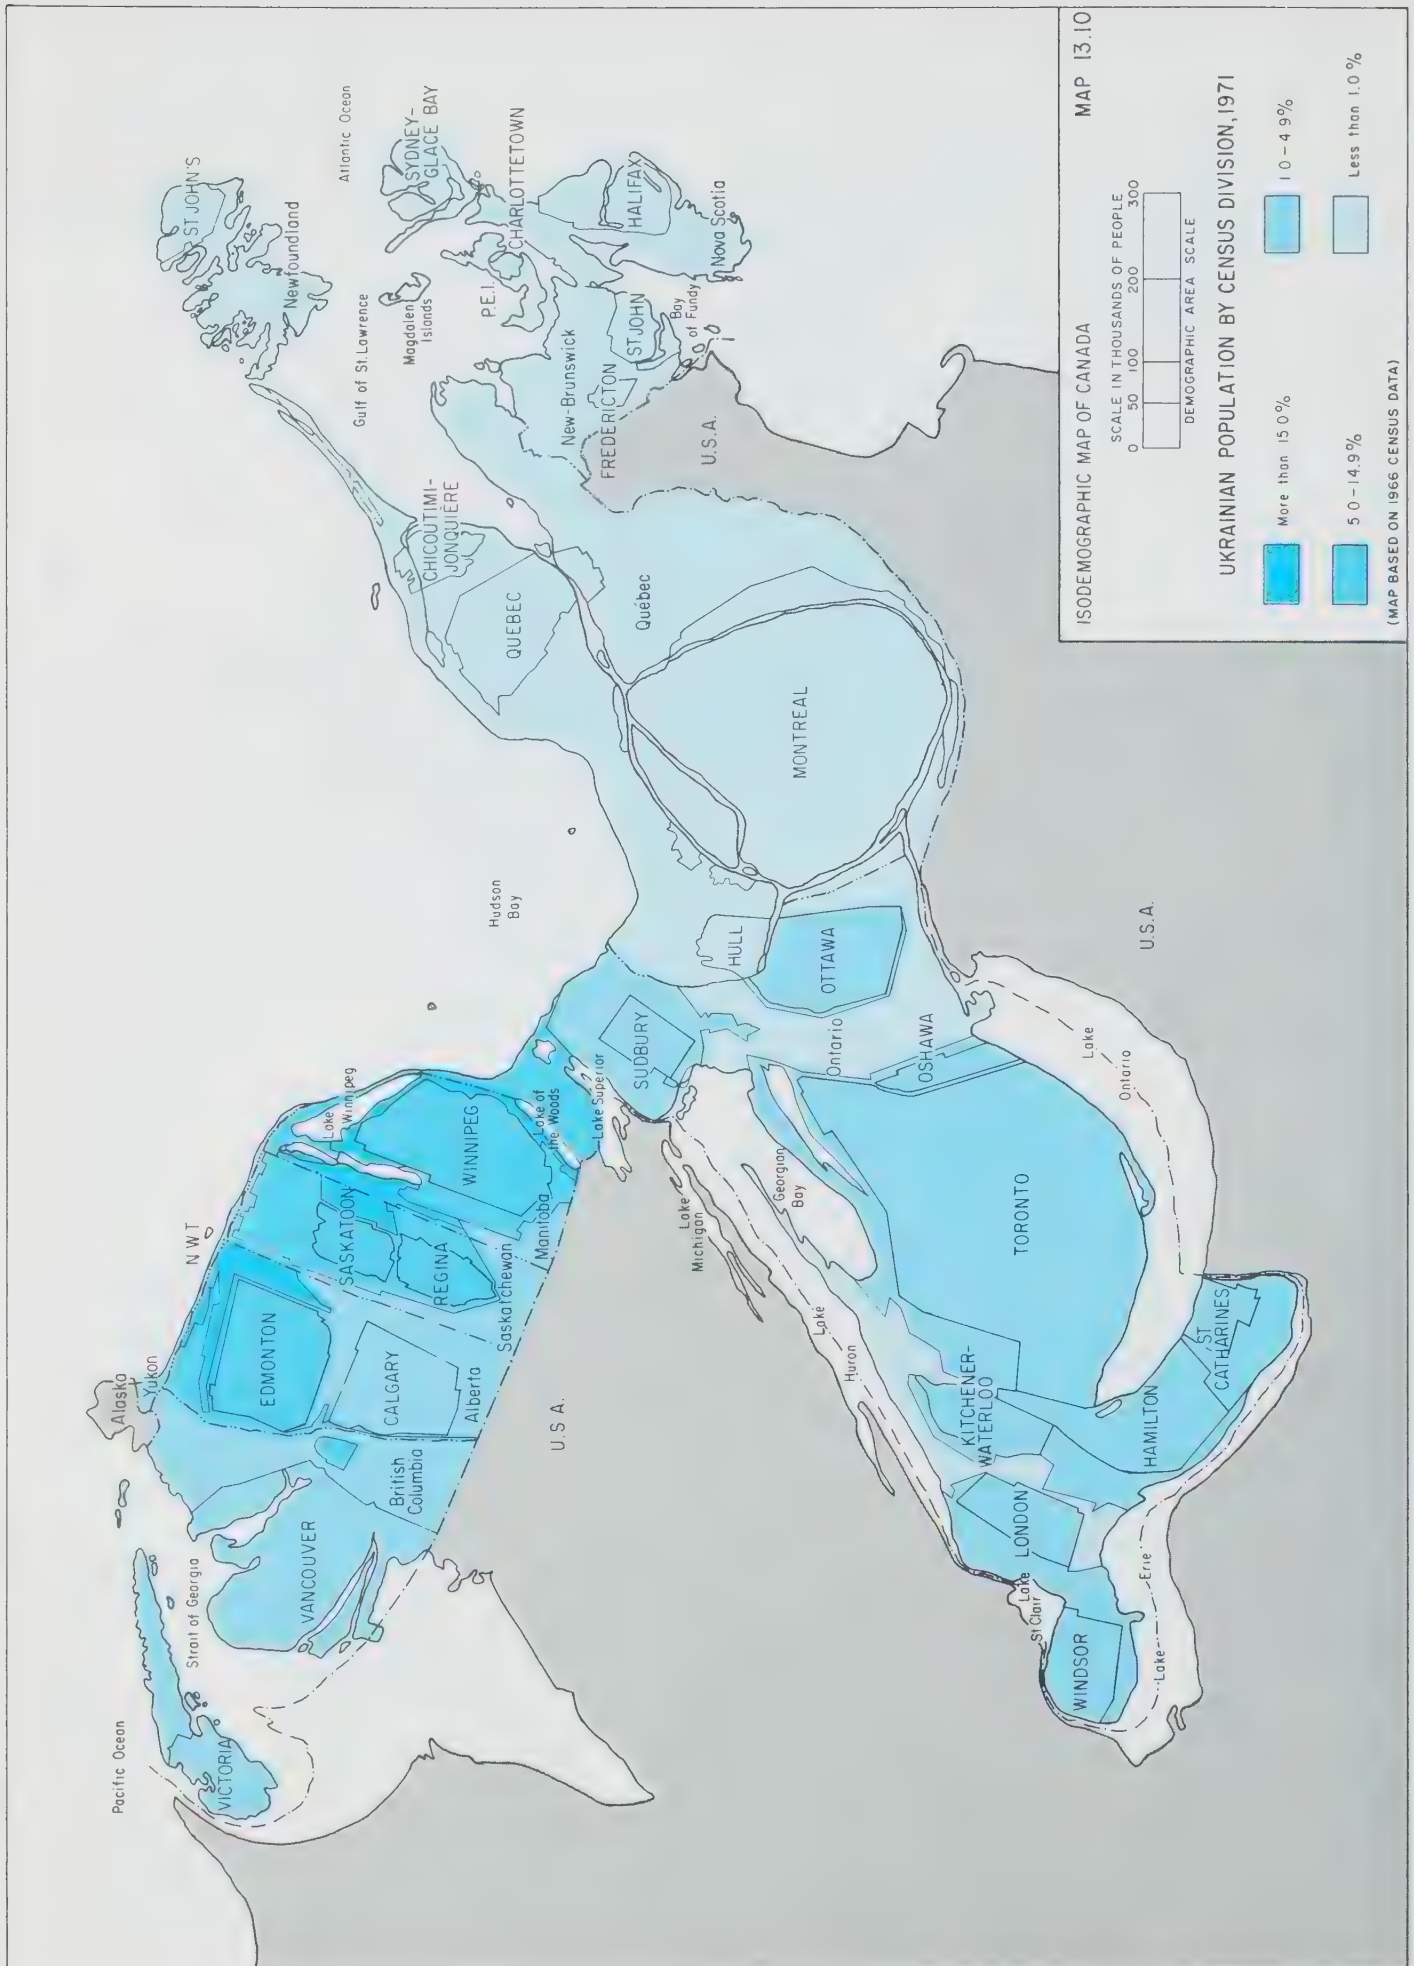 ISODEMOGRAPHIC MAP OF CANADA
MAP 13.10
SCALE IN THOUSANDS OF PEOPLE
0 50 100 200 300
DEMOGRAPHIC AREA SCALE
UKRAINIAN POPULATION BY CENSUS DIVISION, 1971
More than 15 0%
1 0 - 4 9%
5 0 - 14.9%
Less than 1.0%
(MAP BASED ON 1966 CENSUS DATA)
Pacific Ocean
VICTORIA
Strait of Georgia
VANCOUVER
British
Columbia
Alaska
Yukon
NWT
EDMONTON
CALGARY
Alberta
SASKATOON
REGINA
Saskatchewan
Lake
Winnipeg
WINNIPEG
Manitoba
Lake of
the Woods
Lake Superior
U.S A.
Hudson
Bay
SUDBURY
Lake
Michigan
Georgian
Bay
Lake
Huron
Ontario
OSHAWA
OTTAWA
HULL
TORONTO
Lake
Ontario
KITCHENER-
WATERLOO
HAMILTON
ST
CATHARINES
LONDON
Lake
St Clair
WINDSOR
Lake
Erie
U.S.A.
MONTREAL
Québec
QUEBEC
CHICOUTIMI-
JONQUIÈRE
Gulf of St. Lawrence
Magdalen
Islands
Newfoundland
ST JOHN'S
Atlantic Ocean
SYDNEY-
GLACE BAY
P.E.I.
CHARLOTTETOWN
New-Brunswick
FREDERICTON
ST JOHN
Bay
of Fundy
HALIFAX
Nova Scotia
U.S.A.